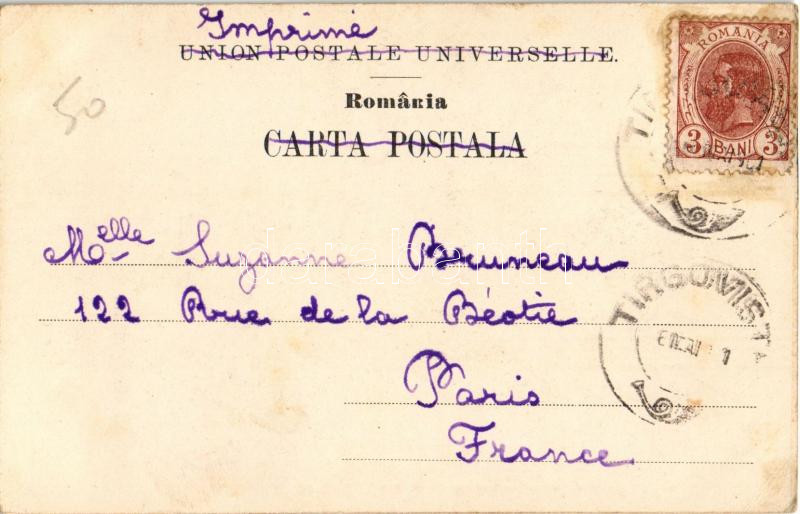 Imprimé
UNION POSTALE UNIVERSELLE.
România
CARTA POSTALA
50
ROMANIA
3 BANI 3
Melle Suzanne Bruneau
122 Rue de la Béotie
Paris
France
TIRGOVISTA